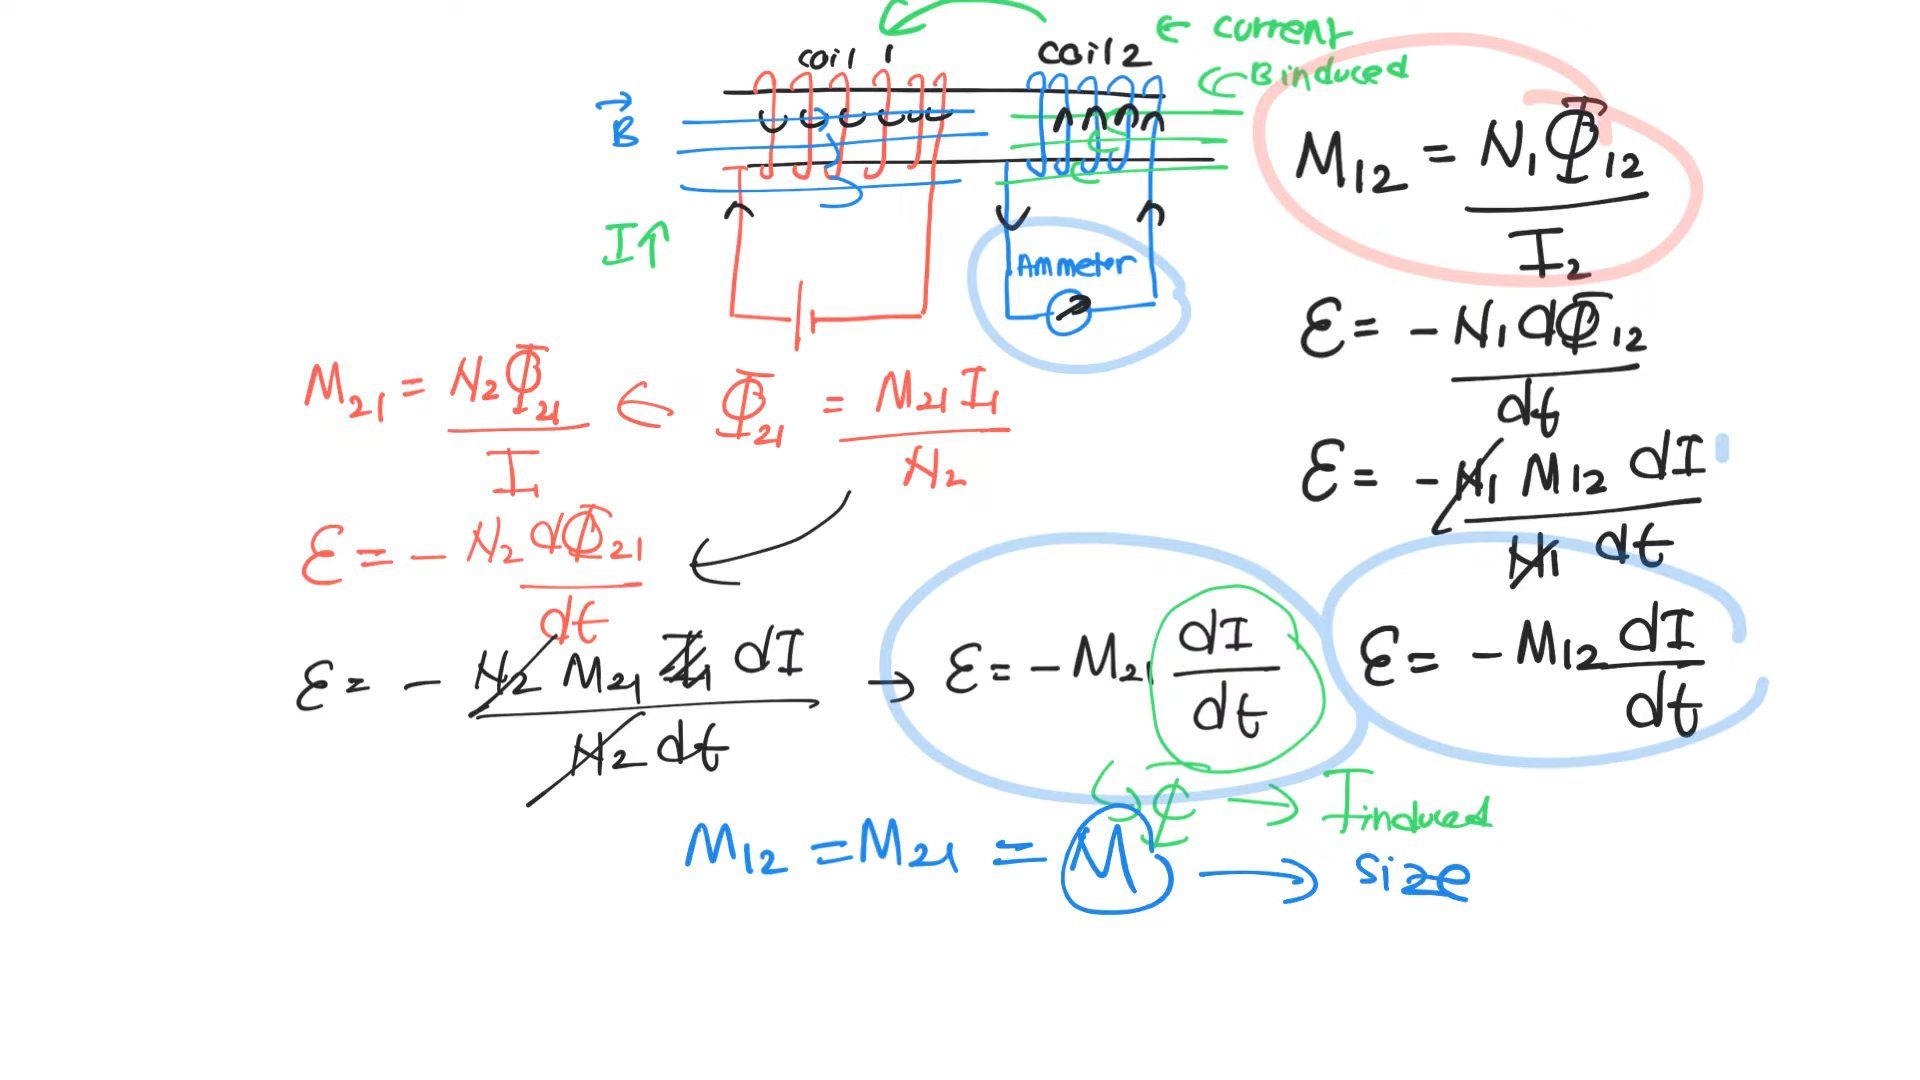 coil 1
coil 2
← current
B induced
B⃗
I↑
Ammeter
M₂₁ = N₂Φ₂₁ / I
← Φ₂₁ = M₂₁ I₁ / N₂
ε = - N₂ dΦ₂₁ / dt
ε = - N₂ M₂₁ dI / N₂ dt
→ ε = - M₂₁ dI / dt
M₁₂ = N₁Φ₁₂ / I₂
ε = - N₁ dΦ₁₂ / dt
ε = - N₁ M₁₂ dI / N₁ dt
ε = - M₁₂ dI / dt
→ I induced
M₁₂ = M₂₁ = M → size